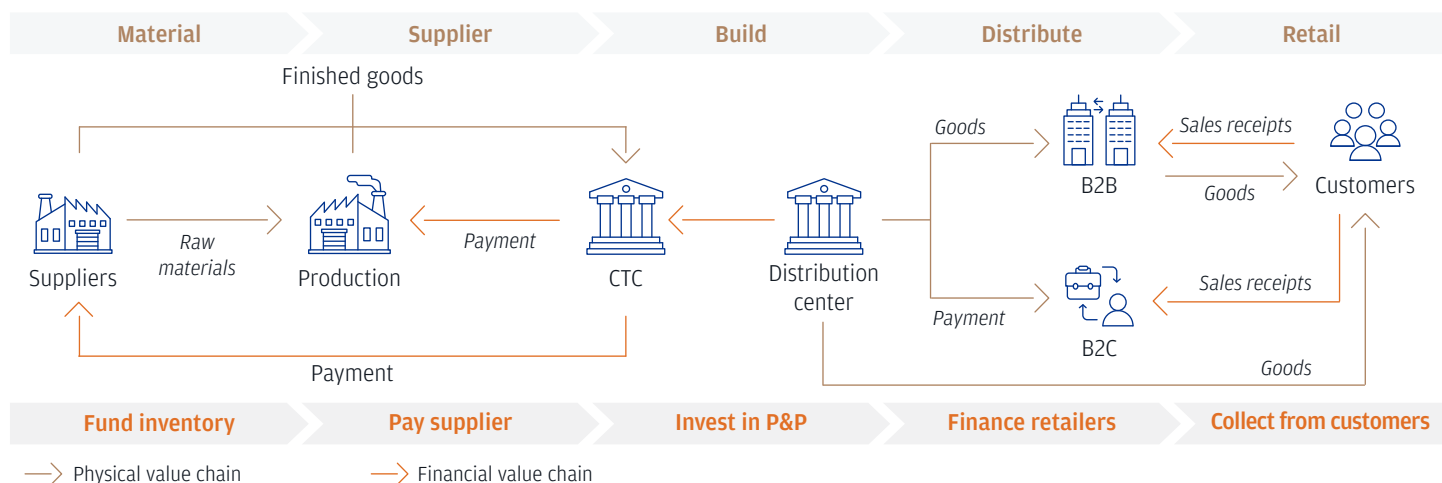 Material
Supplier
Build
Distribute
Retail
Finished goods
Goods
Sales receipts
B2B
Goods
Customers
Raw
materials
Payment
Suppliers
Production
CTC
Distribution
center
Sales receipts
Payment
B2C
Payment
Goods
Fund inventory
Pay supplier
Invest in P&P
Finance retailers
Collect from customers
Physical value chain
Financial value chain